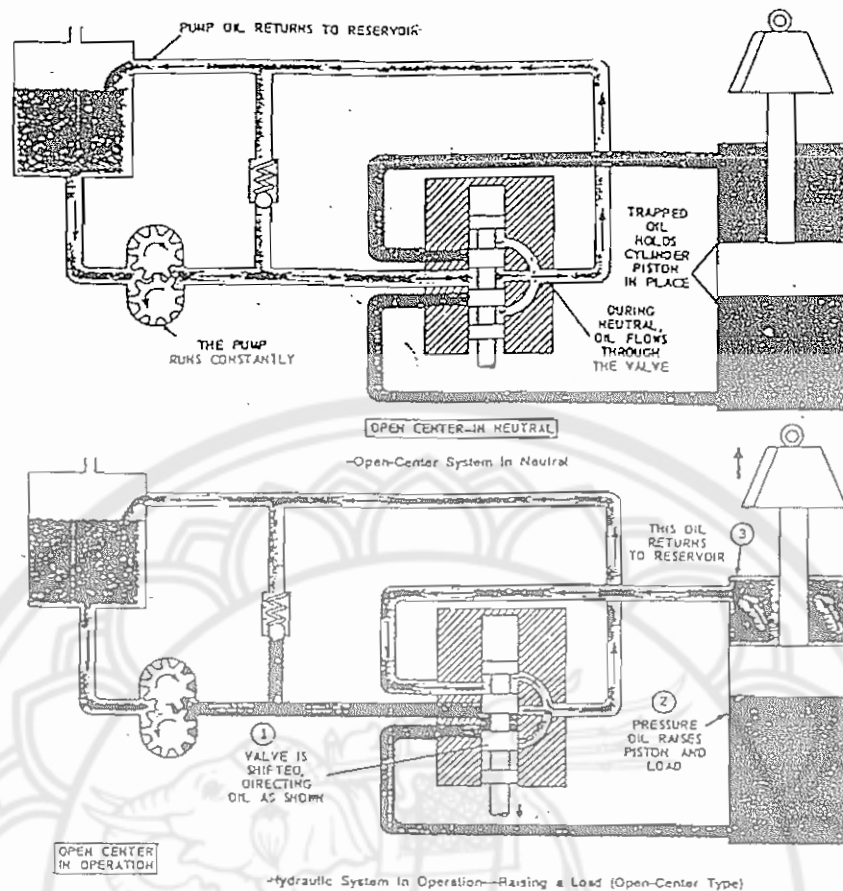 PUMP OIL RETURNS TO RESERVOIR
TRAPPED
OIL
HOLDS
CYLINDER
PISTON
IN PLACE
DURING
NEUTRAL,
OIL FLOWS
THROUGH
THE VALVE
THE PUMP
RUNS CONSTANTLY
OPEN CENTER-IN NEUTRAL
-Open-Center System In Neutral
THIS OIL
RETURNS
TO RESERVOIR
3
2
PRESSURE
OIL RAISES
PISTON AND
LOAD
1
VALVE IS
SHIFTED,
DIRECTING
OIL AS SHOWN
OPEN CENTER
IN OPERATION
-Hydraulic System In Operation—Raising a Load (Open-Center Type)